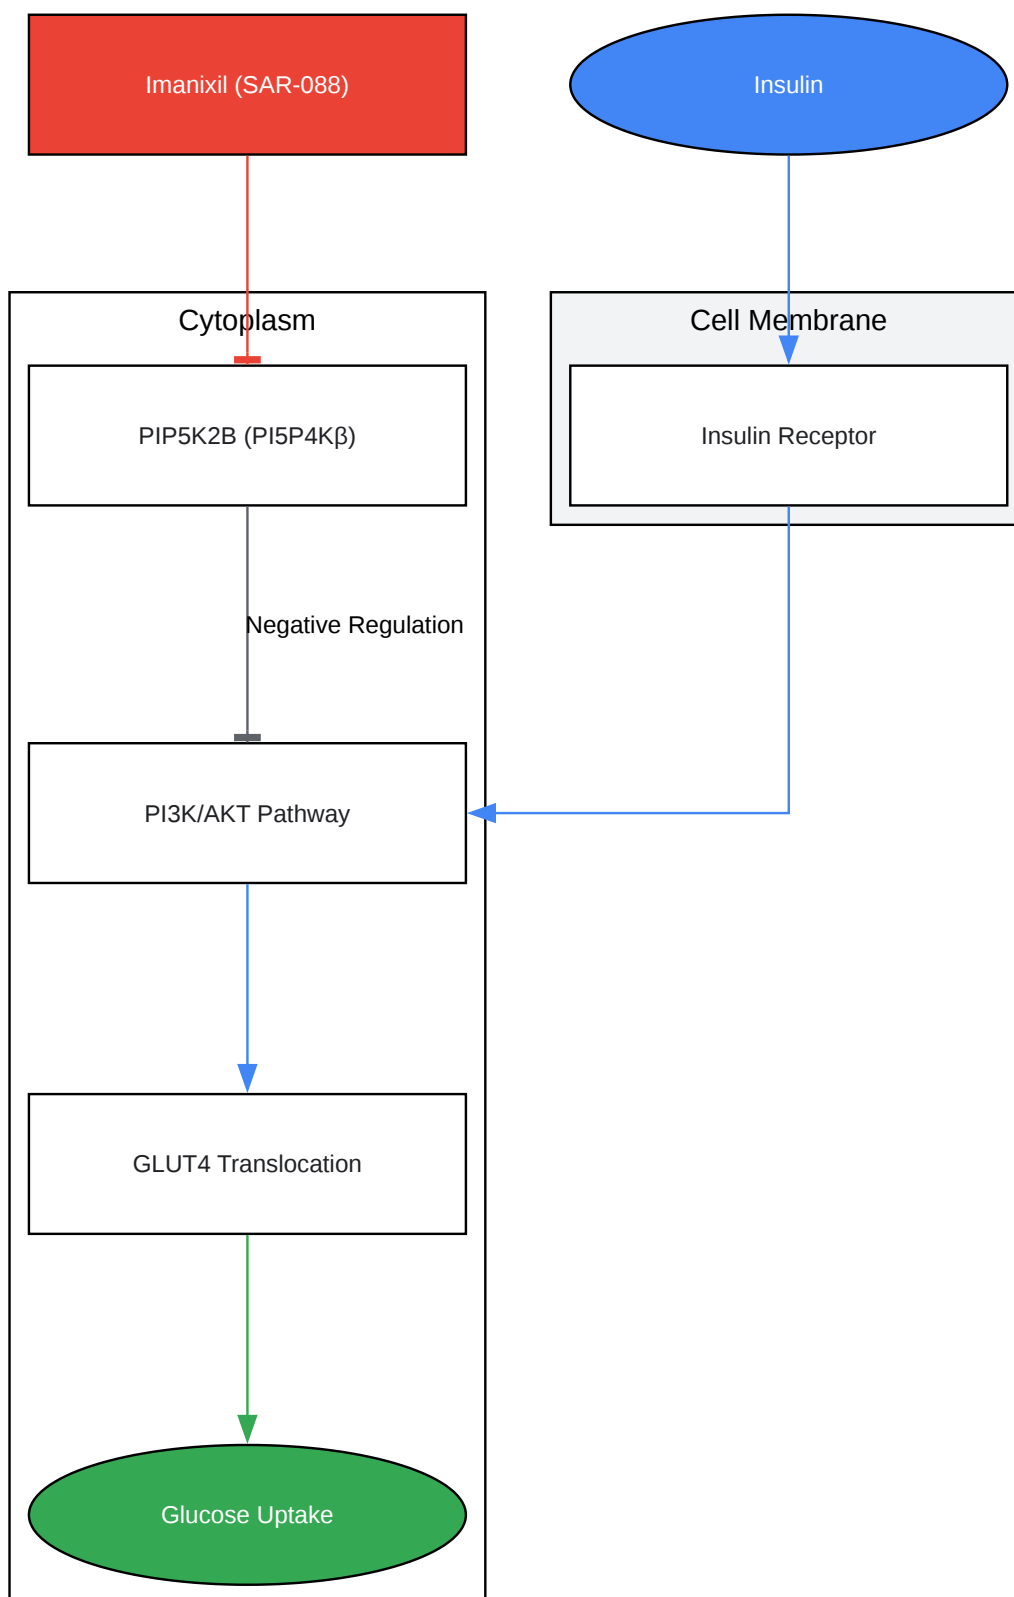 Imanixil (SAR-088)
Insulin
Cytoplasm
Cell Membrane
PIP5K2B (PI5P4Kβ)
Insulin Receptor
Negative Regulation
PI3K/AKT Pathway
GLUT4 Translocation
Glucose Uptake